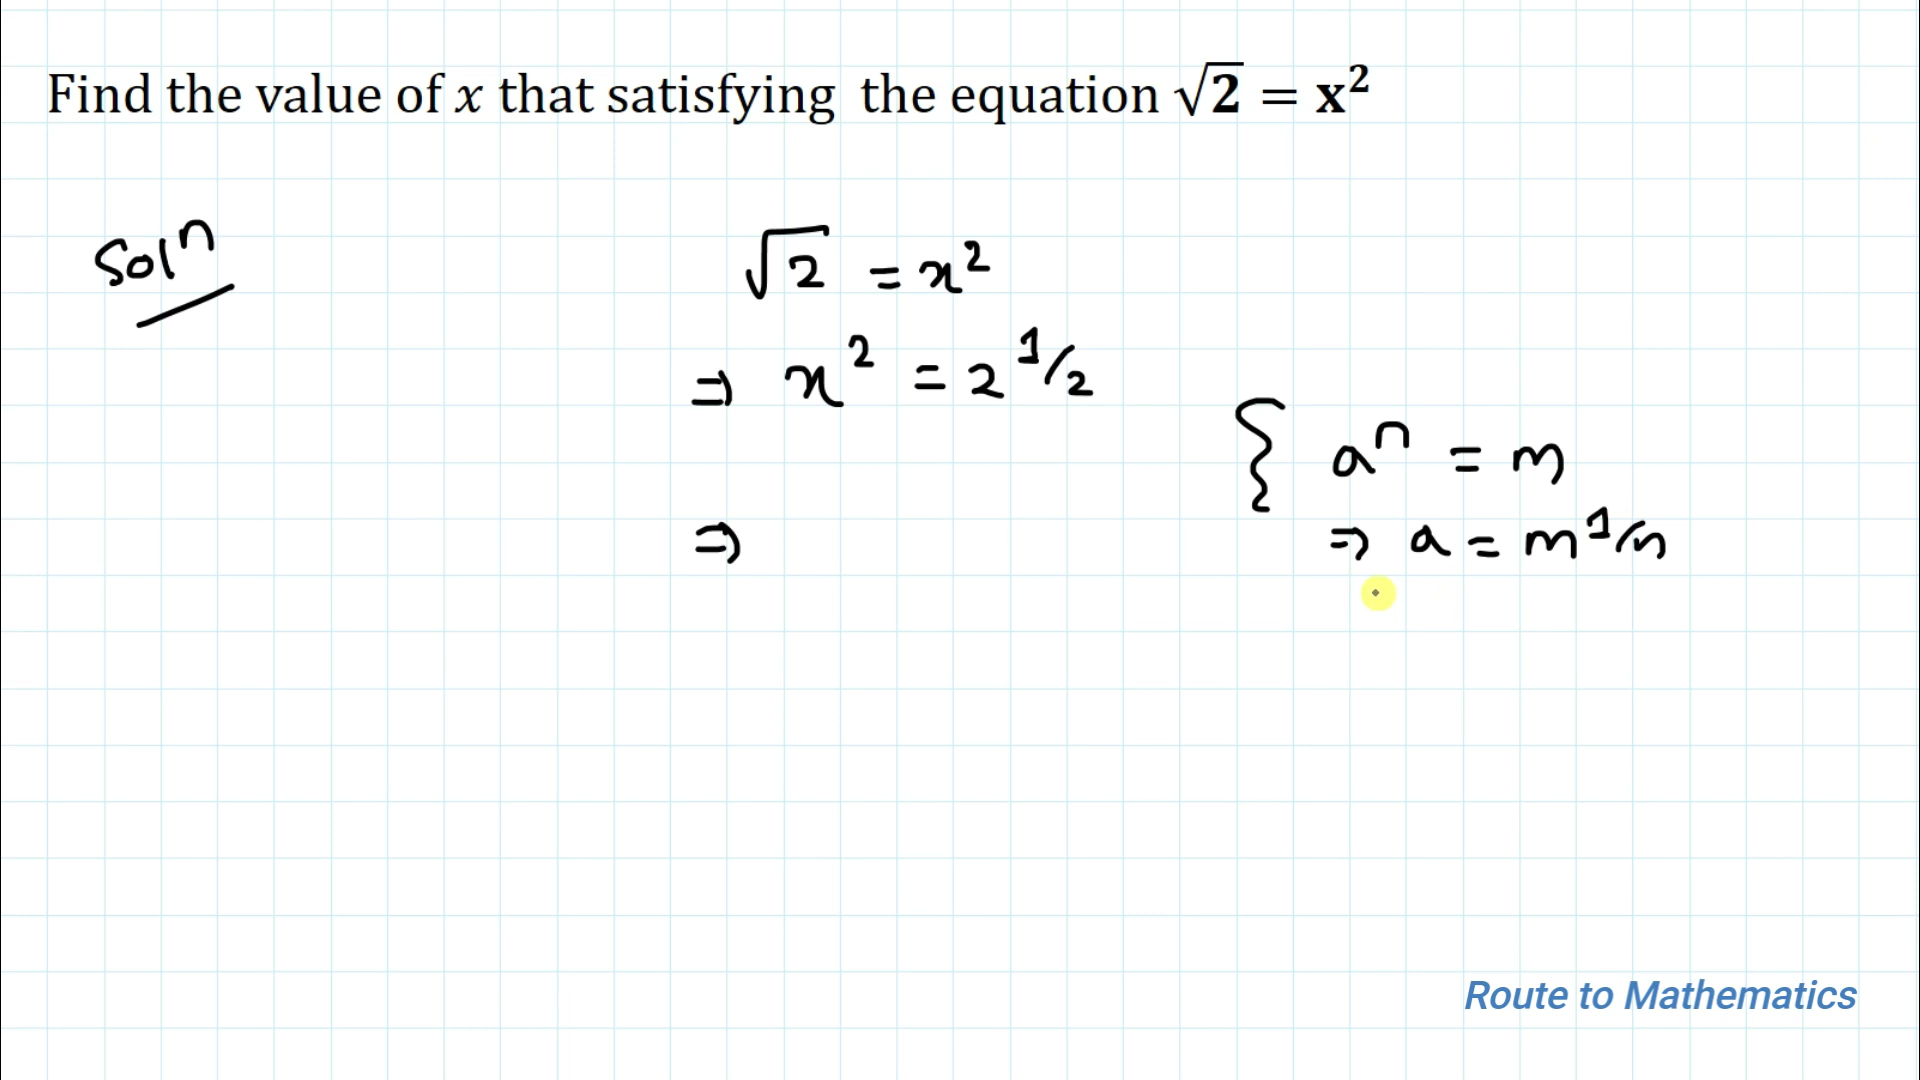 Find the value of x that satisfying the equation √2 = x²
Solⁿ
√2 = x²
⇒ x² = 2^1/2
{ aⁿ = m
⇒
⇒ a = m^1/n
Route to Mathematics